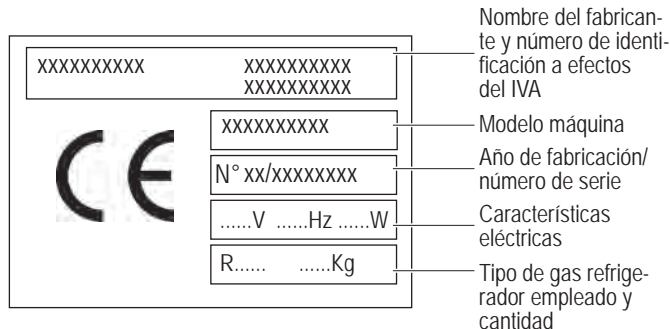 Nombre del fabrican-
te y número de identi-
ficación a efectos
del IVA
XXXXXXXXXX XXXXXXXXXX
XXXXXXXXXX
XXXXXXXXXX
Modelo máquina
N° xx/xxxxxxxx
Año de fabricación/
número de serie
......V ......Hz ......W
Características
eléctricas
R...... ......Kg
Tipo de gas refrige-
rador empleado y
cantidad
CE